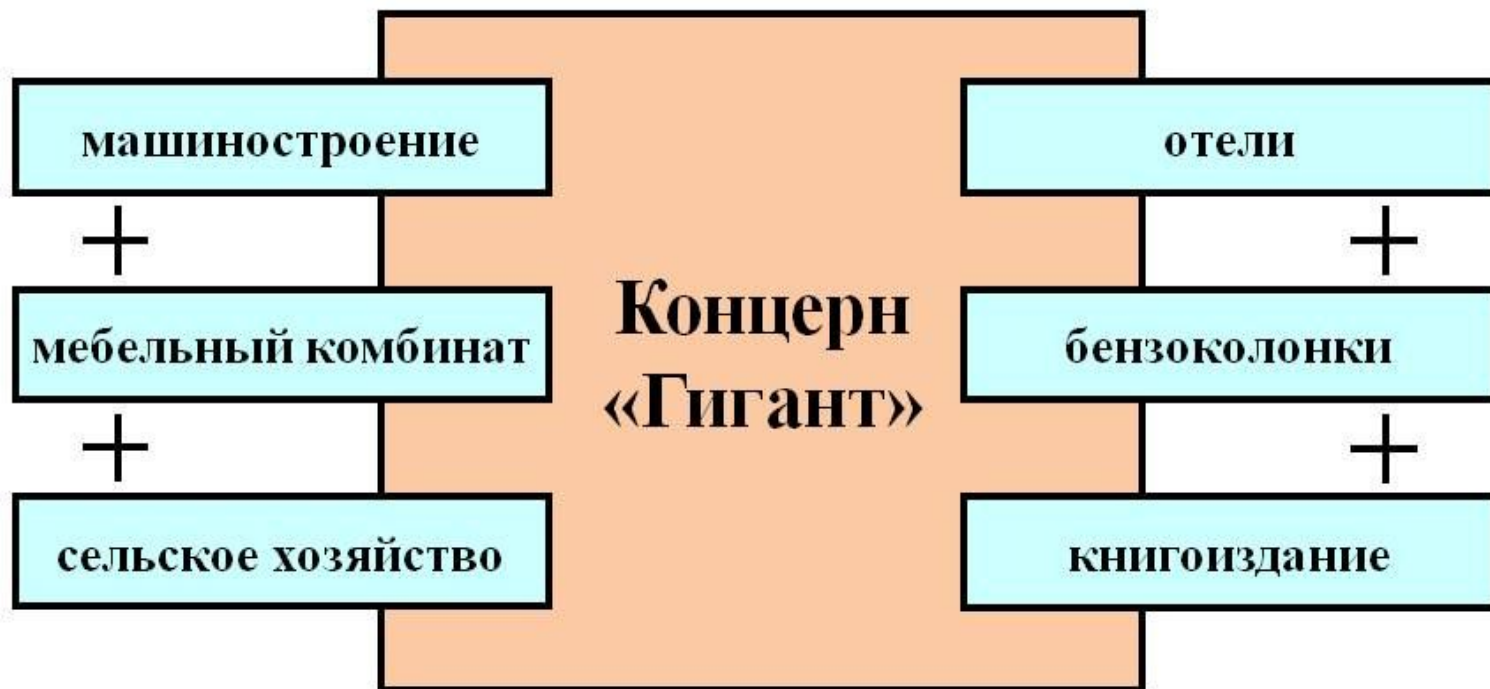 машиностроение
+
мебельный комбинат
+
сельское хозяйство
Концерн
«Гигант»
отели
+
бензоколонки
+
книгоиздание